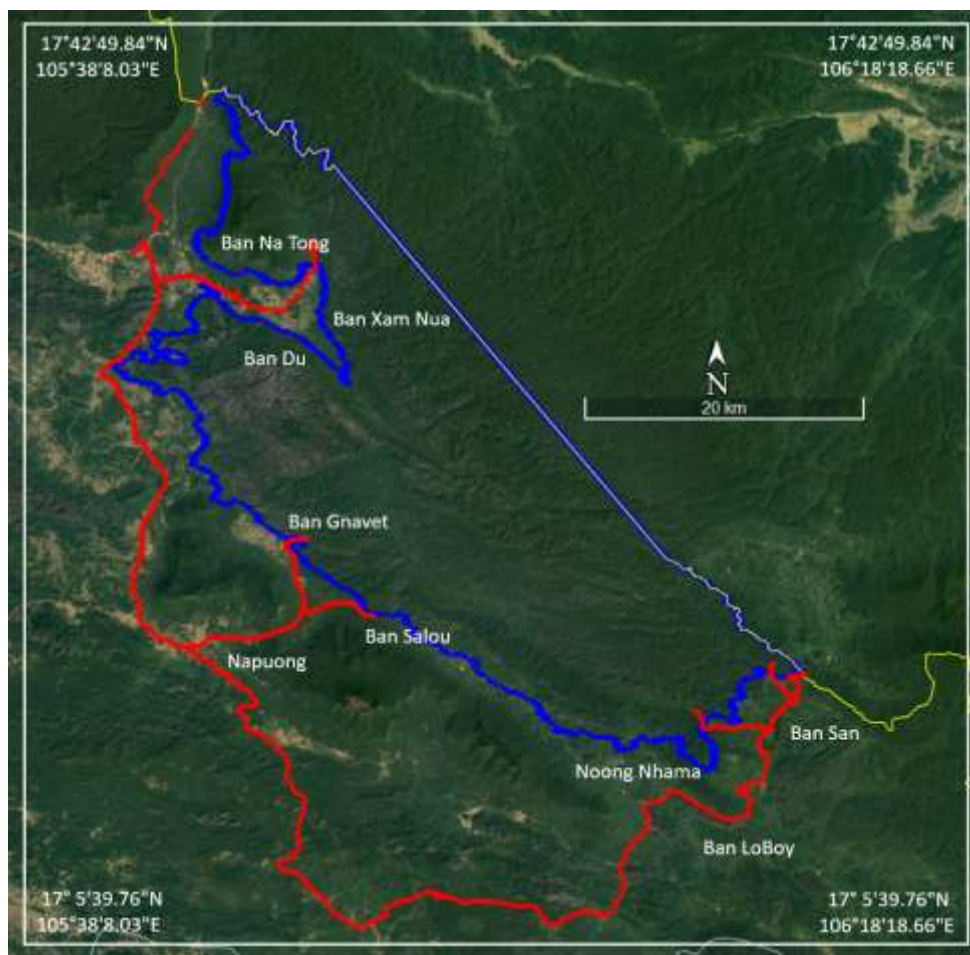 17°42'49.84"N
105°38'8.03"E
17°42'49.84"N
106°18'18.66"E
Ban Na Tong
Ban Xam Nua
Ban Du
N
20 km
Ban Gnavet
Ban Salou
Napuong
Ban San
Noong Nhama
Ban LoBoy
17° 5'39.76"N
105°38'8.03"E
17° 5'39.76"N
106°18'18.66"E